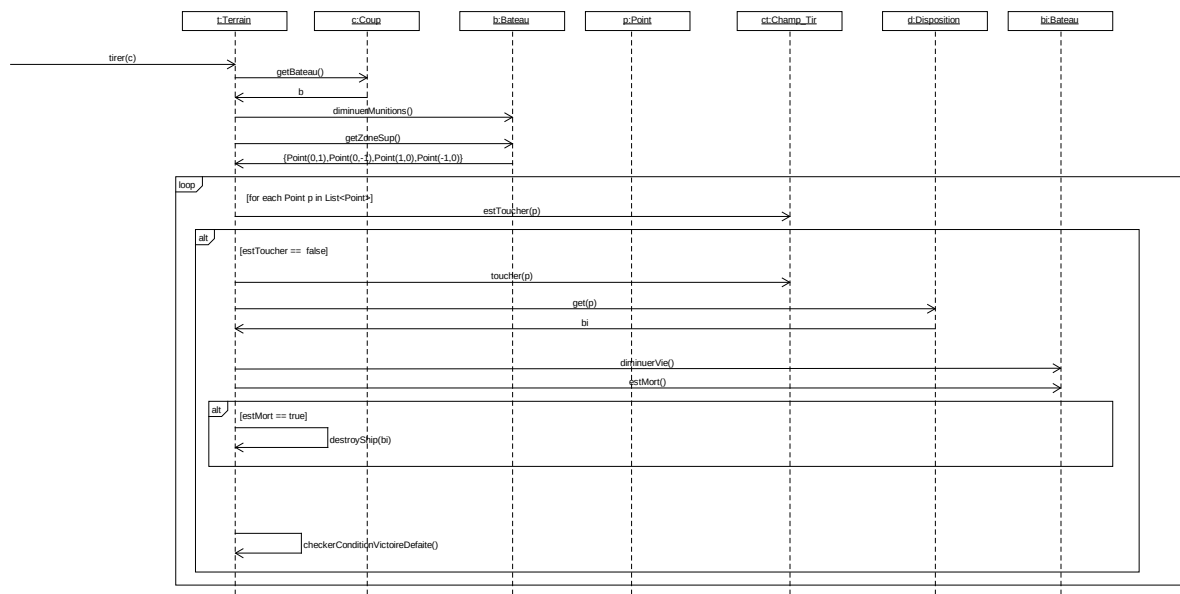 t:Terrain
c:Coup
b:Bateau
p:Point
ct:Champ_Tir
d:Disposition
bi:Bateau
tirer(c)
getBateau()
b
diminuerMunitions()
getZoneSup()
{Point(0,1),Point(0,-1),Point(1,0),Point(-1,0)}
loop
[for each Point p in List<Point>]
estToucher(p)
alt
[estToucher == false]
toucher(p)
get(p)
bi
diminuerVie()
estMort()
alt
[estMort == true]
destroyShip(bi)
checkerConditionVictoireDefaite()